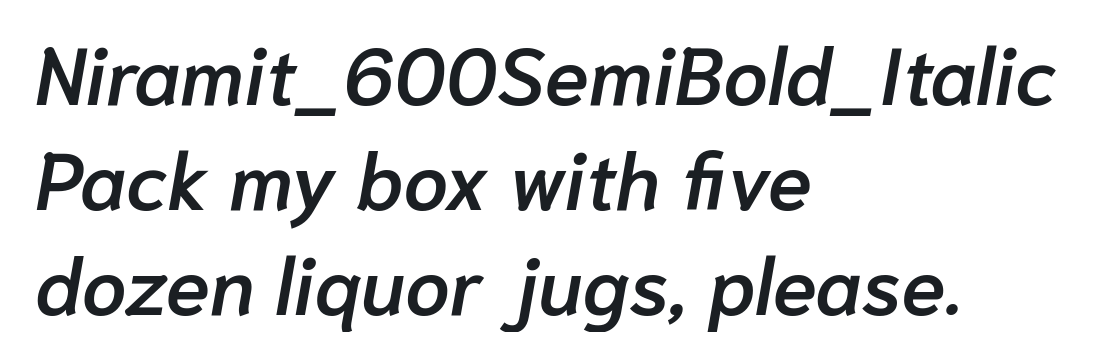 Niramit_600SemiBold_Italic
Pack my box with five
dozen liquor jugs, please.